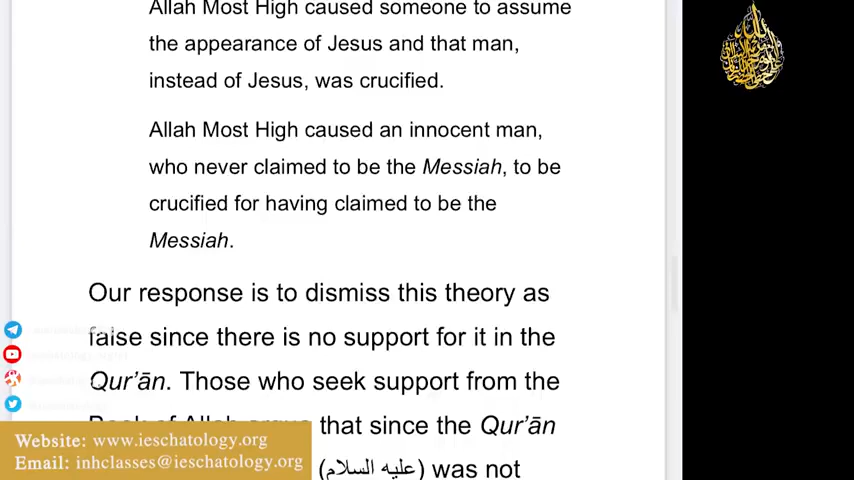 Allah Most High caused someone to assume
the appearance of Jesus and that man,
instead of Jesus, was crucified.
Allah Most High caused an innocent man,
who never claimed to be the Messiah, to be
crucified for having claimed to be the
Messiah.
Our response is to dismiss this theory as
false since there is no support for it in the
Qur’ān. Those who seek support from the
Book of Allah argue that since the Qur’ān
(عليه السلام) was not
Website: www.ieschatology.org
Email: inhclasses@ieschatology.org